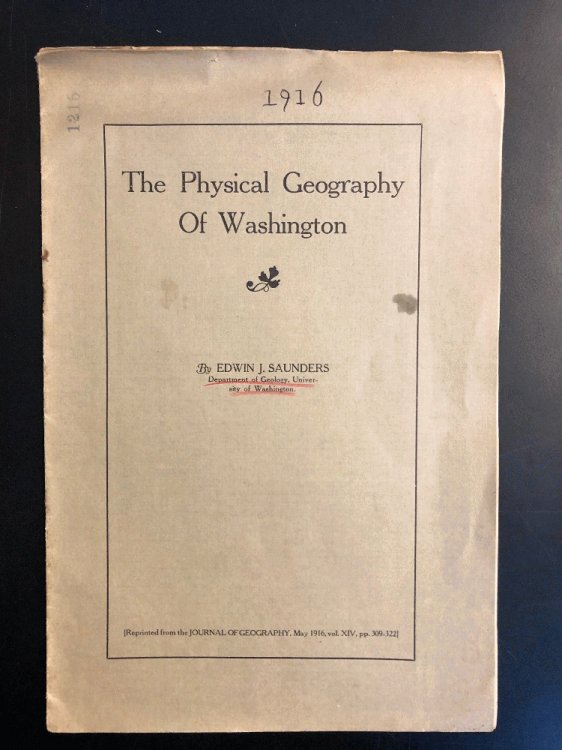 1916
1216
The Physical Geography
Of Washington
By EDWIN J. SAUNDERS
Department of Geology, Univer-
sity of Washington.
[Reprinted from the JOURNAL OF GEOGRAPHY, May 1916, vol. XIV, pp. 309-322]